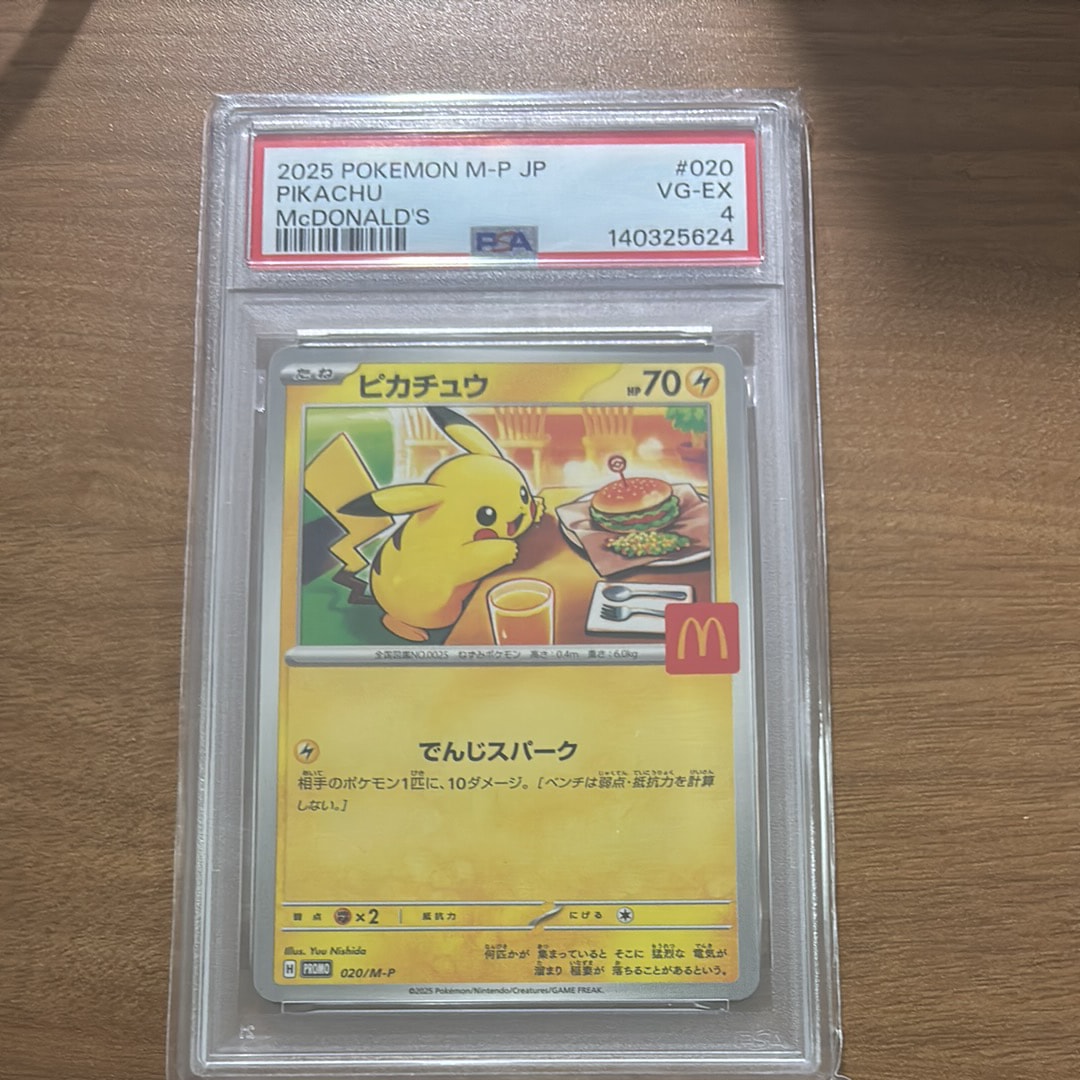 2025 POKEMON M-P JP #020
PIKACHU VG-EX
McDONALD'S 4
PSA 140325624
たね ピカチュウ HP 70
全国図鑑NO.0025 ねずみポケモン 高さ:0.4m 重さ:6.0kg
でんじスパーク
相手のポケモン1匹に、10ダメージ。[ベンチは弱点・抵抗力を計算
しない。]
弱点 ×2 抵抗力 にげる
Illus. Yuu Nishida
何匹かが 集まっていると そこに 猛烈な 電気が
溜まり 稲妻が 落ちることがあるという。
H PROMO 020/M-P
©2025 Pokémon/Nintendo/Creatures/GAME FREAK.